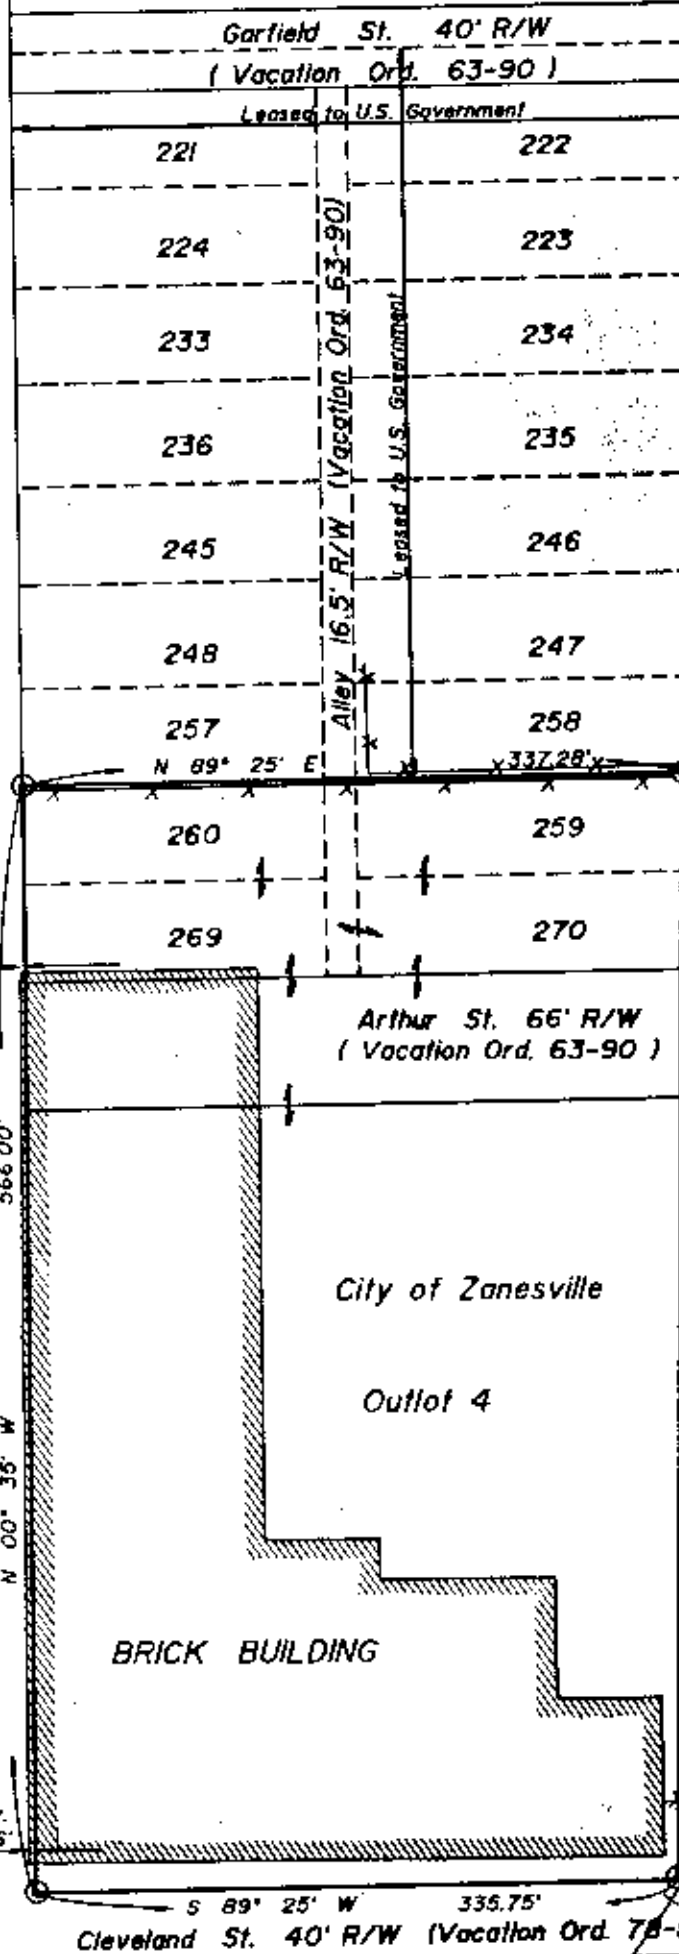 Garfield St. 40' R/W
( Vacation Ord. 63-90 )
Leased to U.S. Government
221
222
224
223
Alley 16.5' R/W (Vacation Ord. 63-90)
Leased to U.S. Government
233
234
236
235
245
246
248
247
257
258
N 89° 25' E
337.28'
260
259
269
270
Arthur St. 66' R/W
( Vacation Ord. 63-90 )
566.00'
N 00° 35' W
City of Zanesville
Outlot 4
BRICK BUILDING
S 89° 25' W
335.75'
Cleveland St. 40' R/W (Vacation Ord.